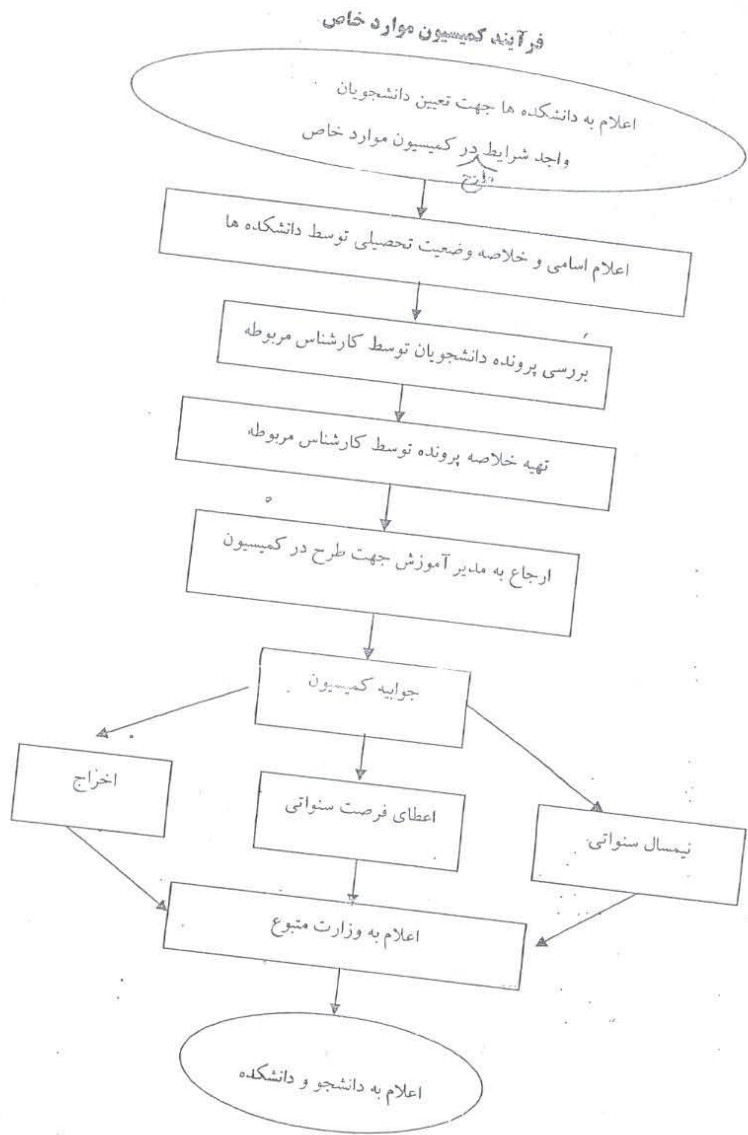 فرآیند کمیسیون موارد خاص
اعلام به دانشکده ها جهت تعیین دانشجویان
واجد شرایط در کمیسیون موارد خاص
طرح
اعلام اسامی و خلاصه وضعیت تحصیلی توسط دانشکده ها
بررسی پرونده دانشجویان توسط کارشناس مربوطه
تهیه خلاصه پرونده توسط کارشناس مربوطه
ارجاع به مدیر آموزش جهت طرح در کمیسیون
جوابیه کمیسیون
اخراج
اعطای فرصت سنواتی
نیمسال سنواتی
اعلام به وزارت متبوع
اعلام به دانشجو و دانشکده